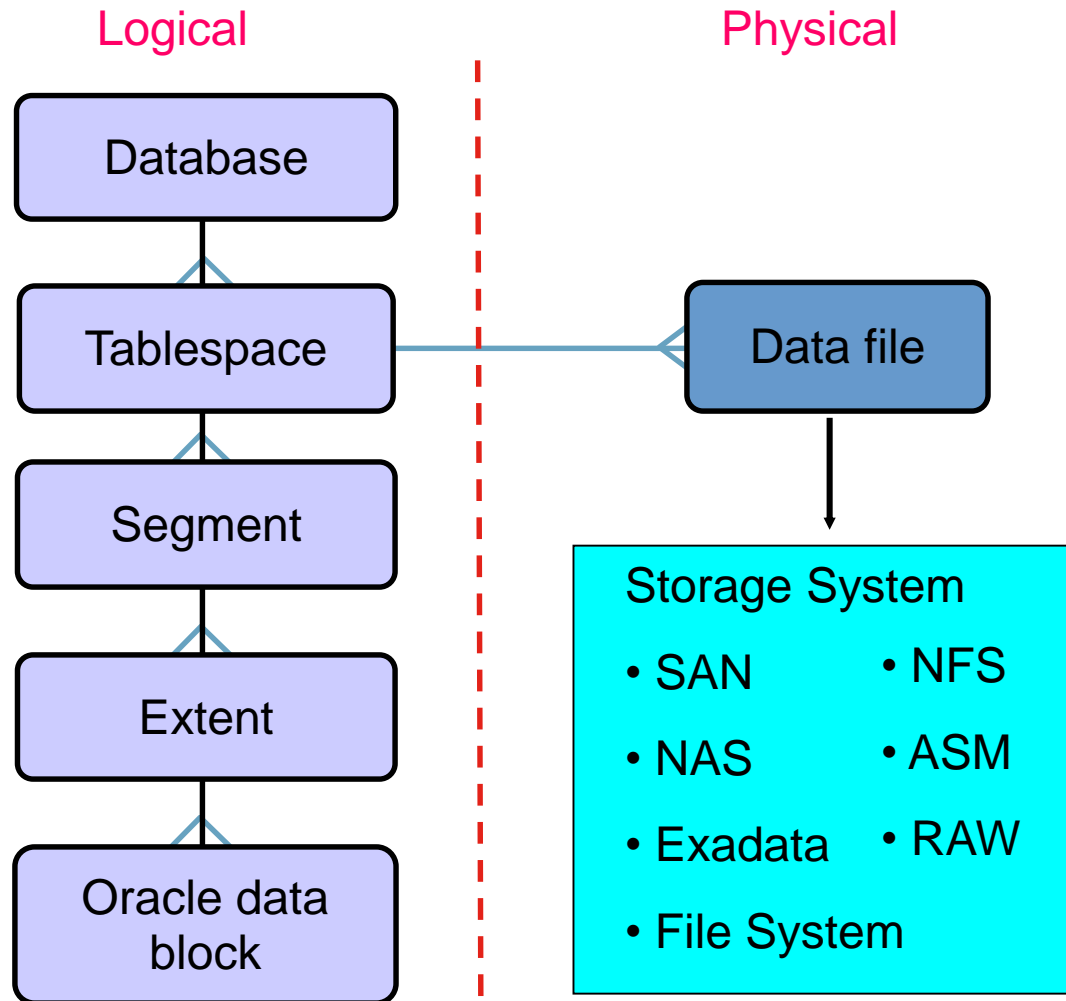 Logical
Physical
Database
Tablespace
Data file
Segment
Extent
Oracle data
block
Storage System
• SAN
• NFS
• NAS
• ASM
• Exadata
• RAW
• File System